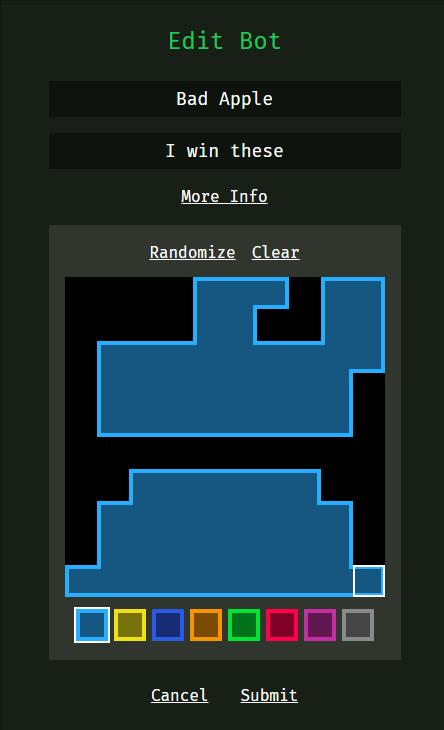 Edit Bot
Bad Apple
I win these
More Info
Randomize Clear
Cancel Submit